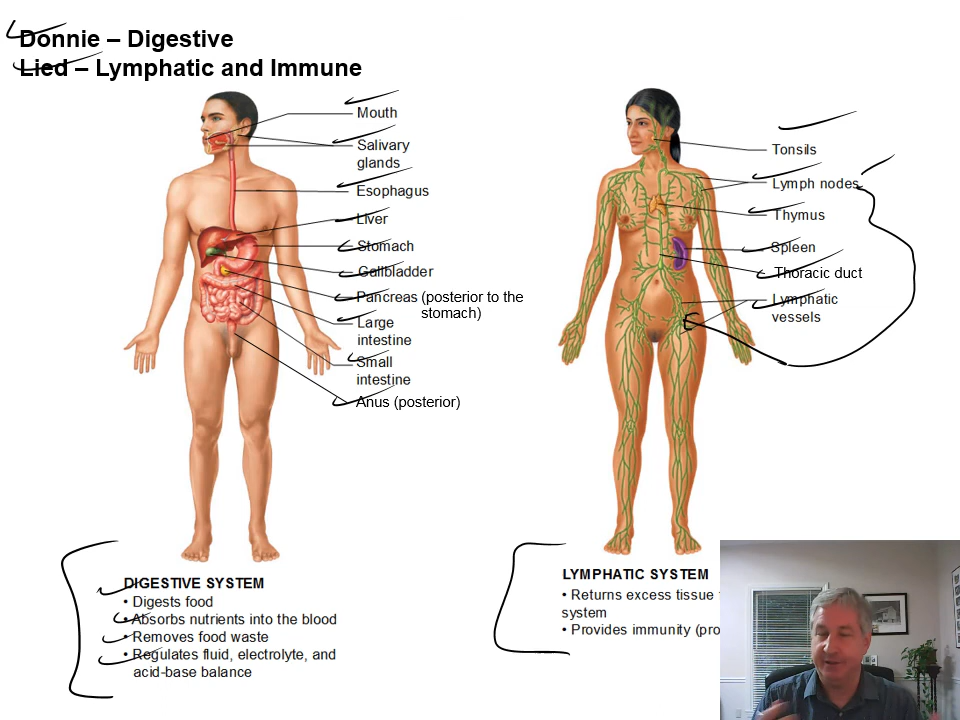 Donnie – Digestive
Lied – Lymphatic and Immune
Mouth
Salivary
glands
Esophagus
Liver
Stomach
Gallbladder
Pancreas (posterior to the
stomach)
Large
intestine
Small
intestine
Anus (posterior)
DIGESTIVE SYSTEM
• Digests food
• Absorbs nutrients into the blood
• Removes food waste
• Regulates fluid, electrolyte, and
acid-base balance
Tonsils
Lymph nodes
Thymus
Spleen
Thoracic duct
Lymphatic
vessels
LYMPHATIC SYSTEM
• Returns excess tissue
system
• Provides immunity (pro